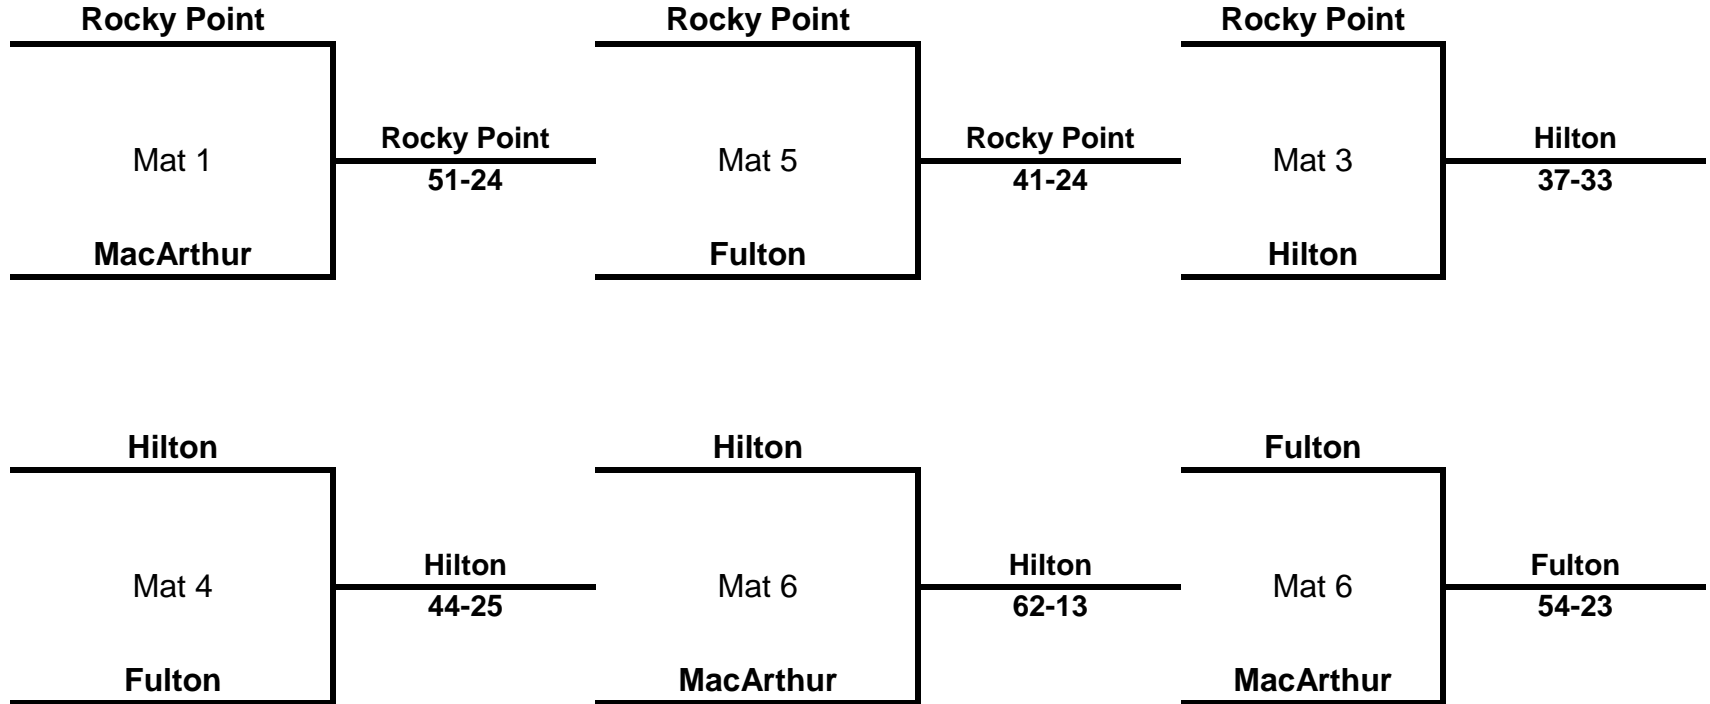 Rocky Point
Mat 1
MacArthur
Rocky Point
51-24
Rocky Point
Mat 5
Fulton
Rocky Point
41-24
Rocky Point
Mat 3
Hilton
Hilton
37-33
Hilton
Mat 4
Fulton
Hilton
44-25
Hilton
Mat 6
MacArthur
Hilton
62-13
Fulton
Mat 6
MacArthur
Fulton
54-23